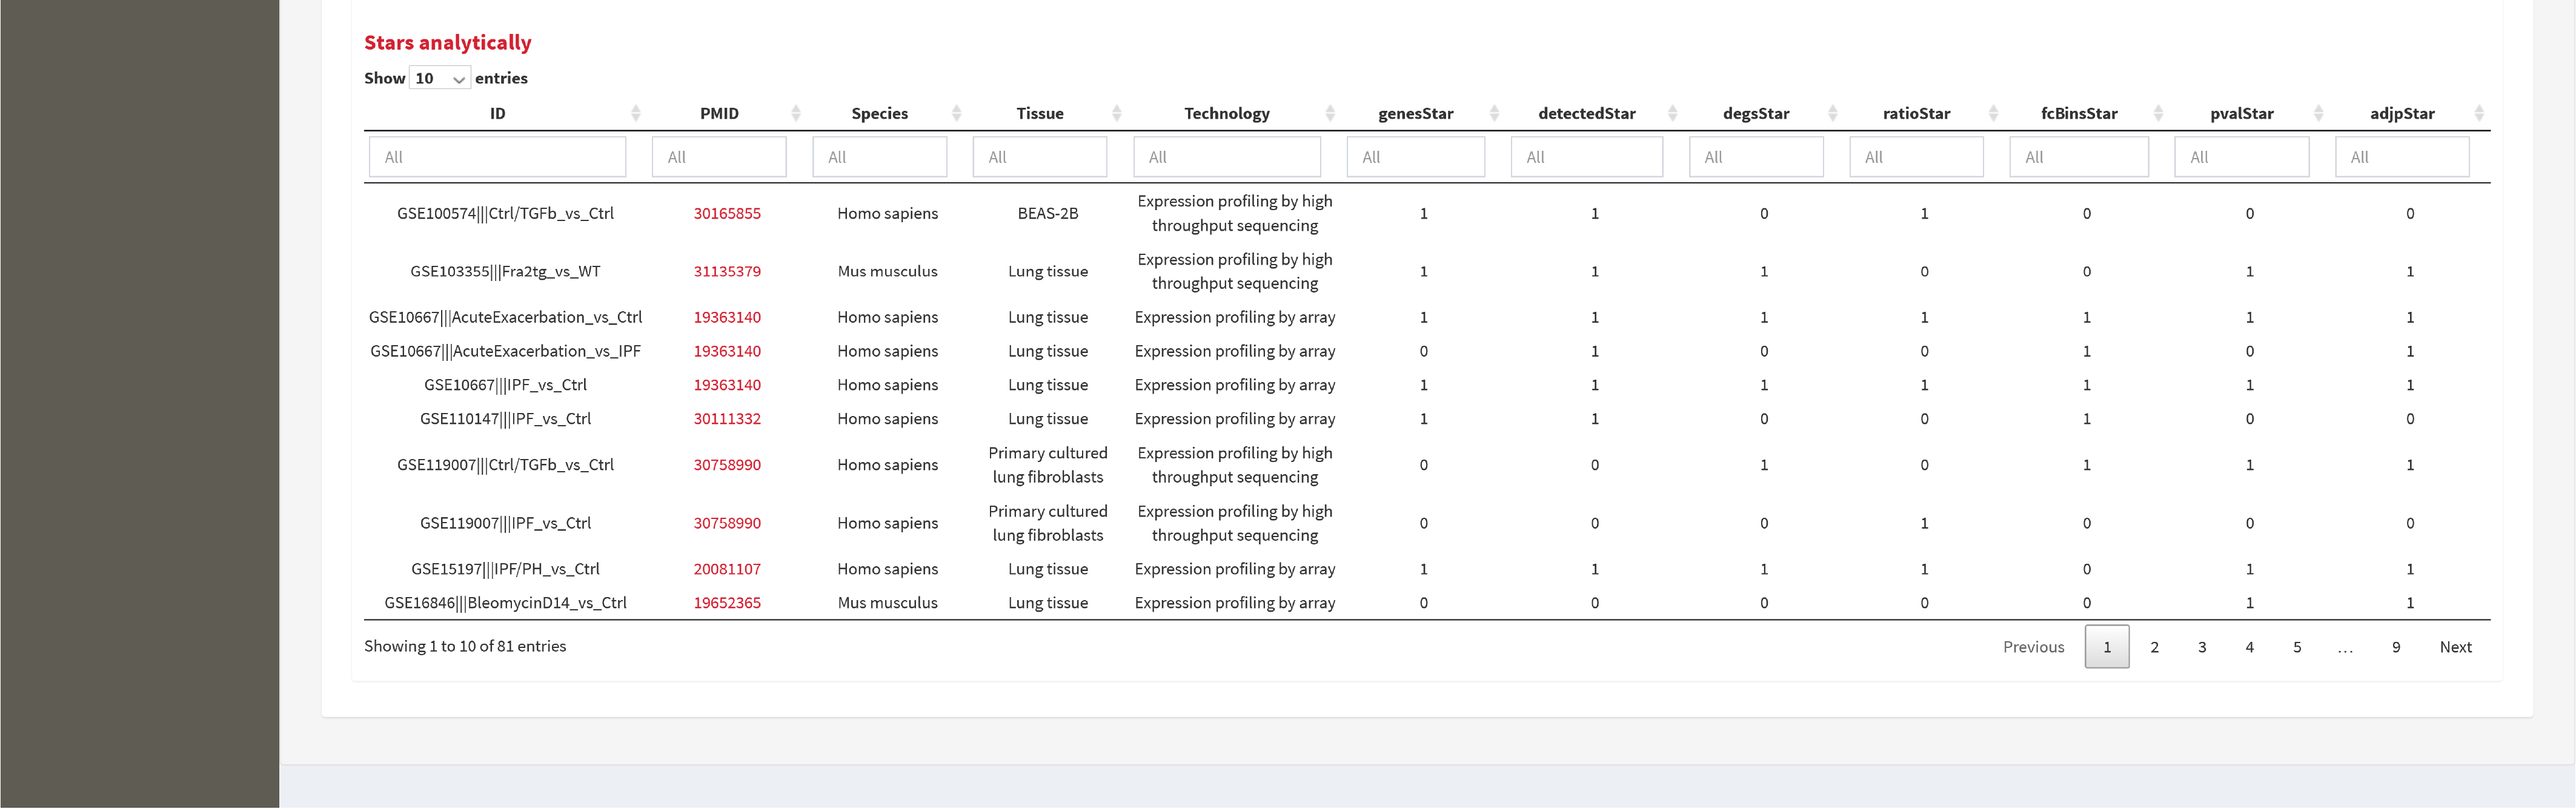 Stars analytically
Show 10 entries
ID PMID Species Tissue Technology genesStar detectedStar degsStar ratioStar fcBinsStar pvalStar adjpStar
All All All All All All All All All All All All
GSE100574|||Ctrl/TGFb_vs_Ctrl 30165855 Homo sapiens BEAS-2B Expression profiling by high throughput sequencing 1 1 0 1 0 0 0
GSE103355|||Fra2tg_vs_WT 31135379 Mus musculus Lung tissue Expression profiling by high throughput sequencing 1 1 1 0 0 1 1
GSE10667|||AcuteExacerbation_vs_Ctrl 19363140 Homo sapiens Lung tissue Expression profiling by array 1 1 1 1 1 1 1
GSE10667|||AcuteExacerbation_vs_IPF 19363140 Homo sapiens Lung tissue Expression profiling by array 0 1 0 0 1 0 1
GSE10667|||IPF_vs_Ctrl 19363140 Homo sapiens Lung tissue Expression profiling by array 1 1 1 1 1 1 1
GSE110147|||IPF_vs_Ctrl 30111332 Homo sapiens Lung tissue Expression profiling by array 1 1 0 0 1 0 0
GSE119007|||Ctrl/TGFb_vs_Ctrl 30758990 Homo sapiens Primary cultured lung fibroblasts Expression profiling by high throughput sequencing 0 0 1 0 1 1 1
GSE119007|||IPF_vs_Ctrl 30758990 Homo sapiens Primary cultured lung fibroblasts Expression profiling by high throughput sequencing 0 0 0 1 0 0 0
GSE15197|||IPF/PH_vs_Ctrl 20081107 Homo sapiens Lung tissue Expression profiling by array 1 1 1 1 0 1 1
GSE16846|||BleomycinD14_vs_Ctrl 19652365 Mus musculus Lung tissue Expression profiling by array 0 0 0 0 0 1 1
Showing 1 to 10 of 81 entries Previous 1 2 3 4 5 … 9 Next